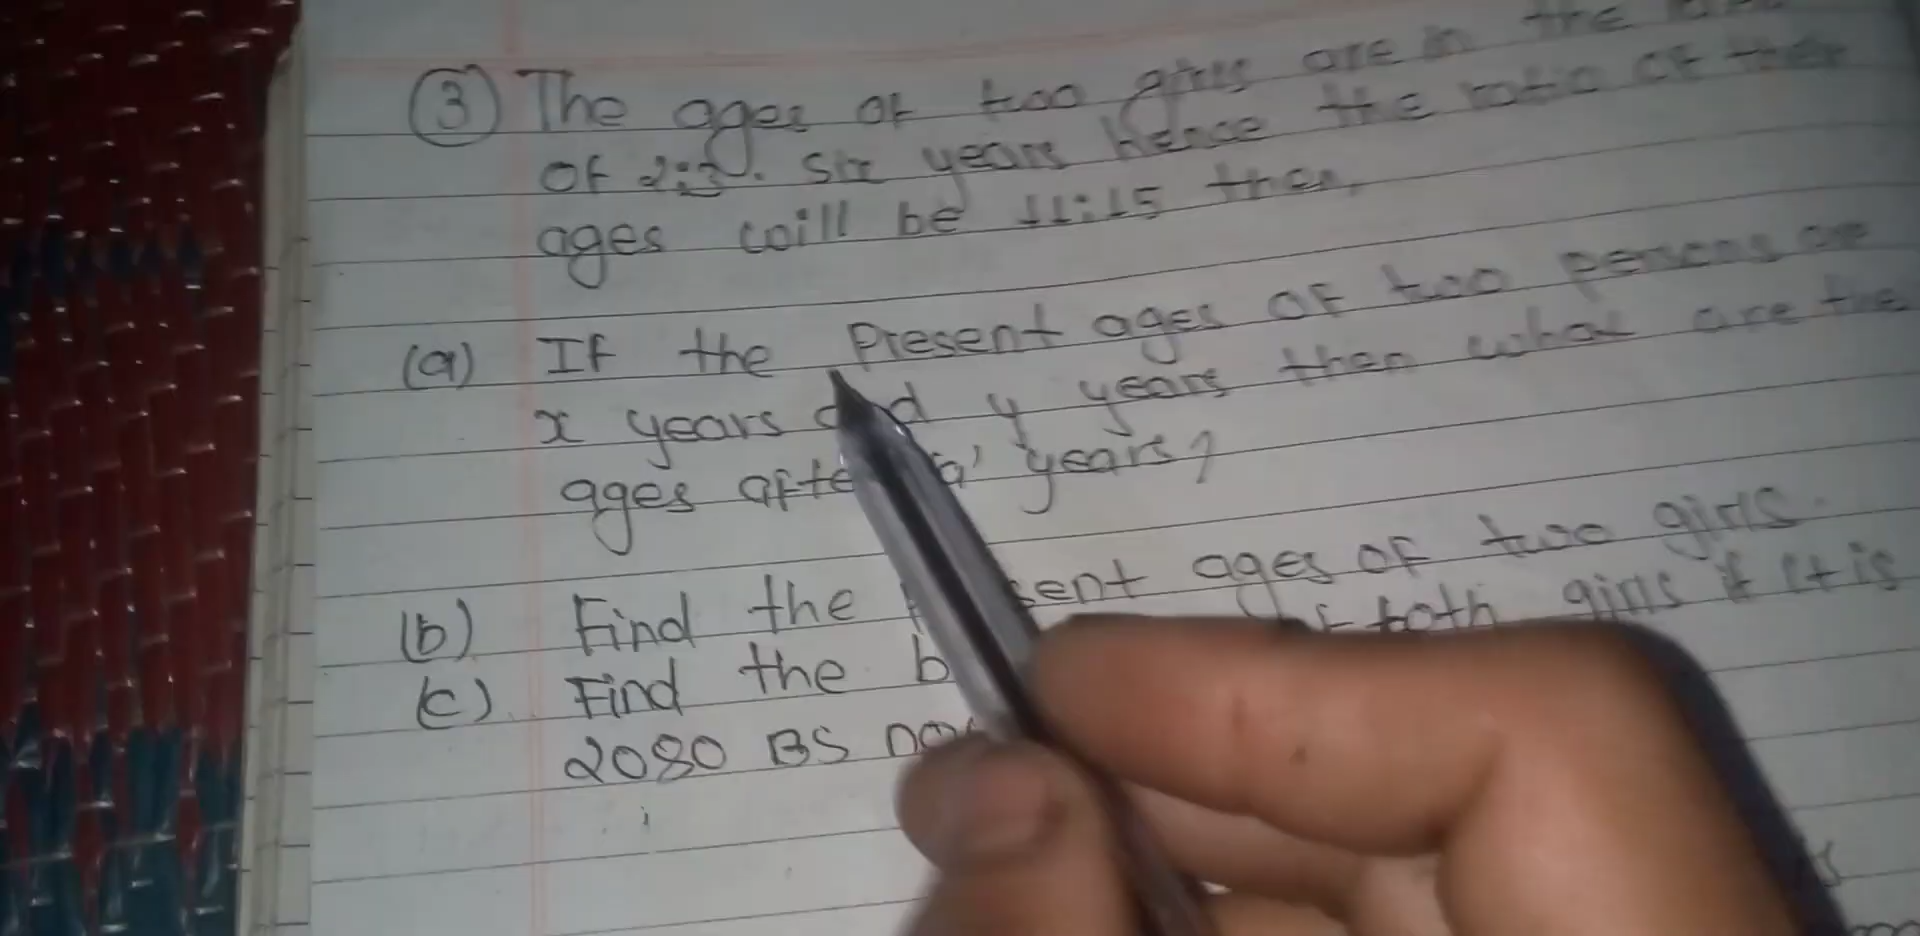 ③ The ages of two girls are in the
of 2:3. Six years hence the ratio of their
ages will be 11:15 then,
(a) If the Present ages of two persons are
x years and y years then what are the
ages after 'a' years?
(b) Find the present ages of two girls.
(c) Find the both girls if it is
2080 BS